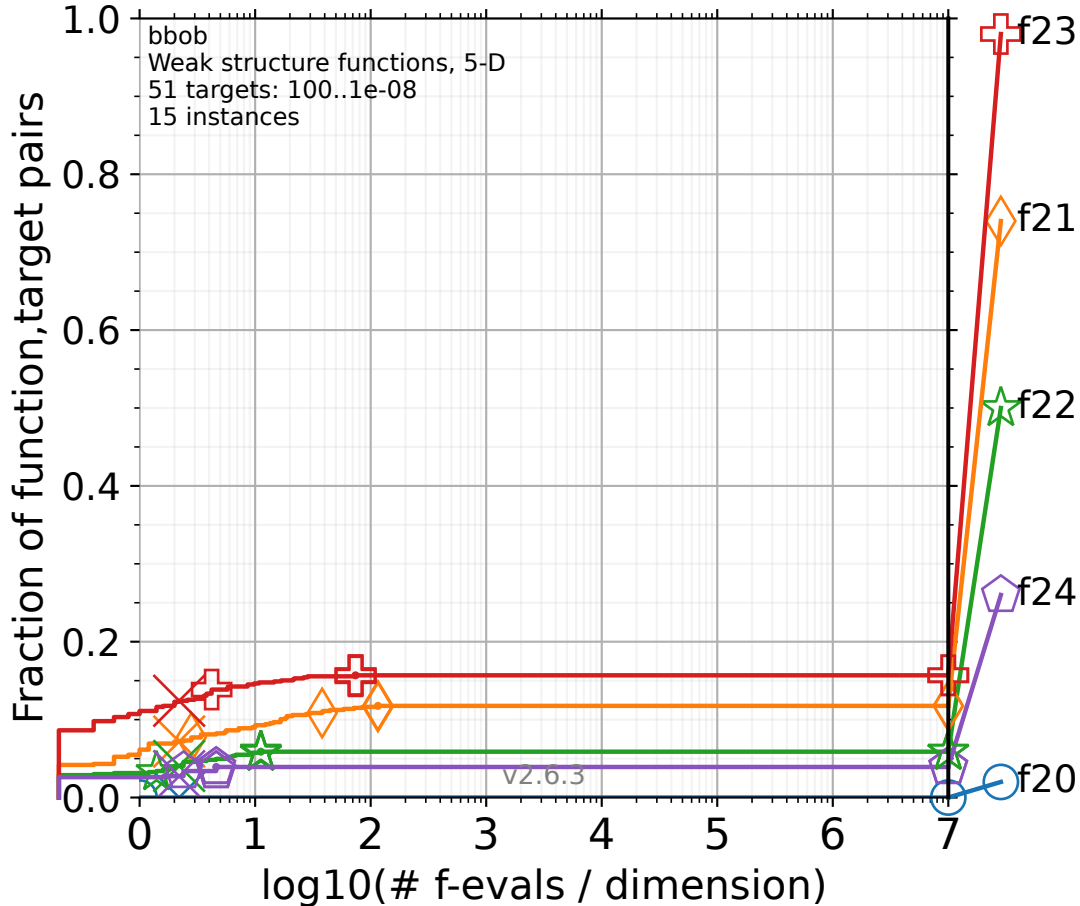 bbob
Weak structure functions, 5-D
51 targets: 100..1e-08
15 instances
Fraction of function,target pairs
1.0
0.8
0.6
0.4
0.2
0.0
f23
f21
f22
f24
f20
v2.6.3
0 1 2 3 4 5 6 7
log10(# f-evals / dimension)